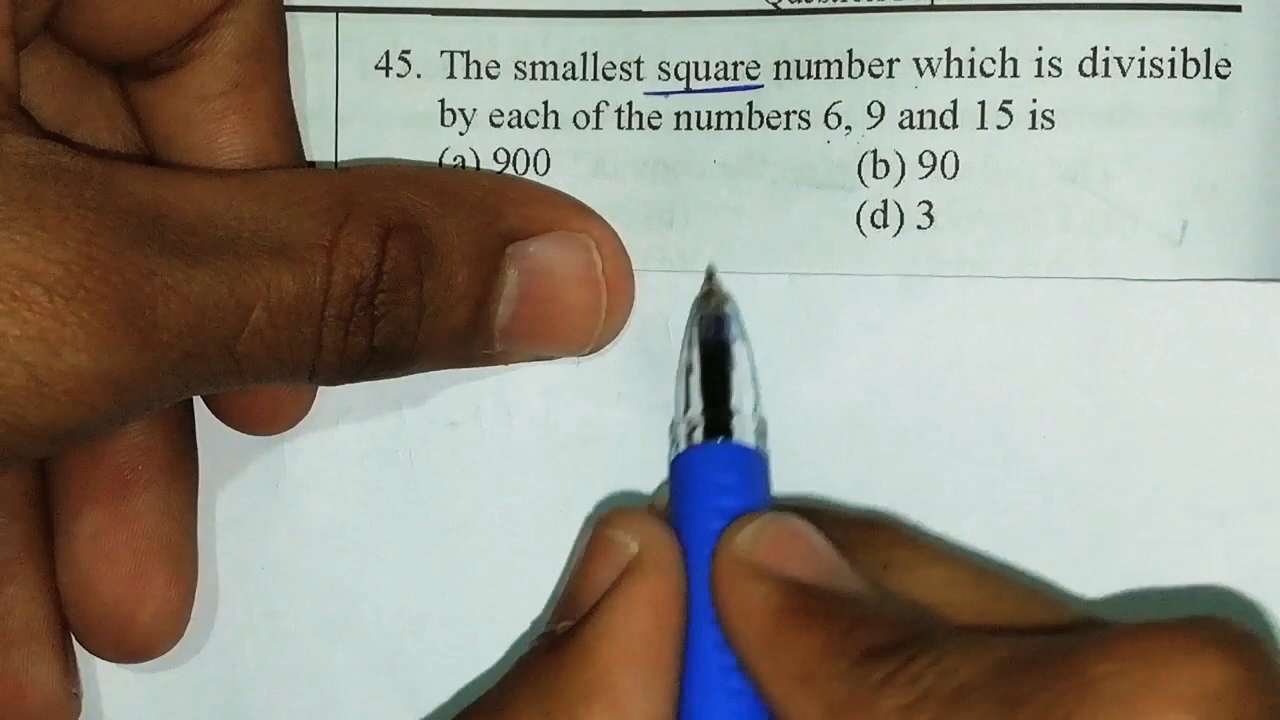 45. The smallest square number which is divisible
by each of the numbers 6, 9 and 15 is
(a) 900 (b) 90
(d) 3